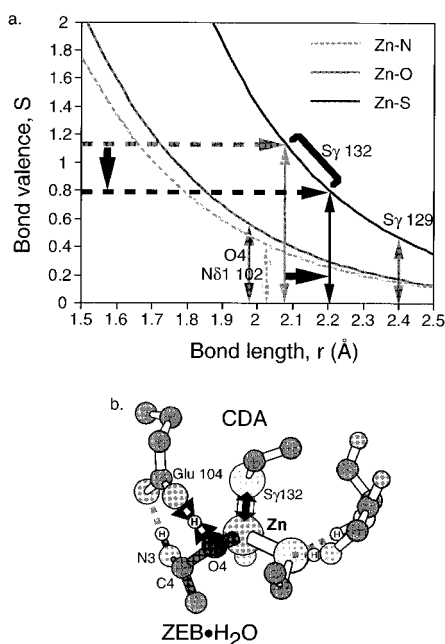 a.
Bond valence, S
2
1.8
1.6
1.4
1.2
1
0.8
0.6
0.4
0.2
0
Zn-N
Zn-O
Zn-S
Sγ 132
Sγ 129
O4
Nδ1 102
1.5 1.6 1.7 1.8 1.9 2 2.1 2.2 2.3 2.4 2.5
Bond length, r (Å)
b.
CDA
Glu 104
Sγ132
H
Zn
H
N3
O4
H H
C4
ZEB•H₂O